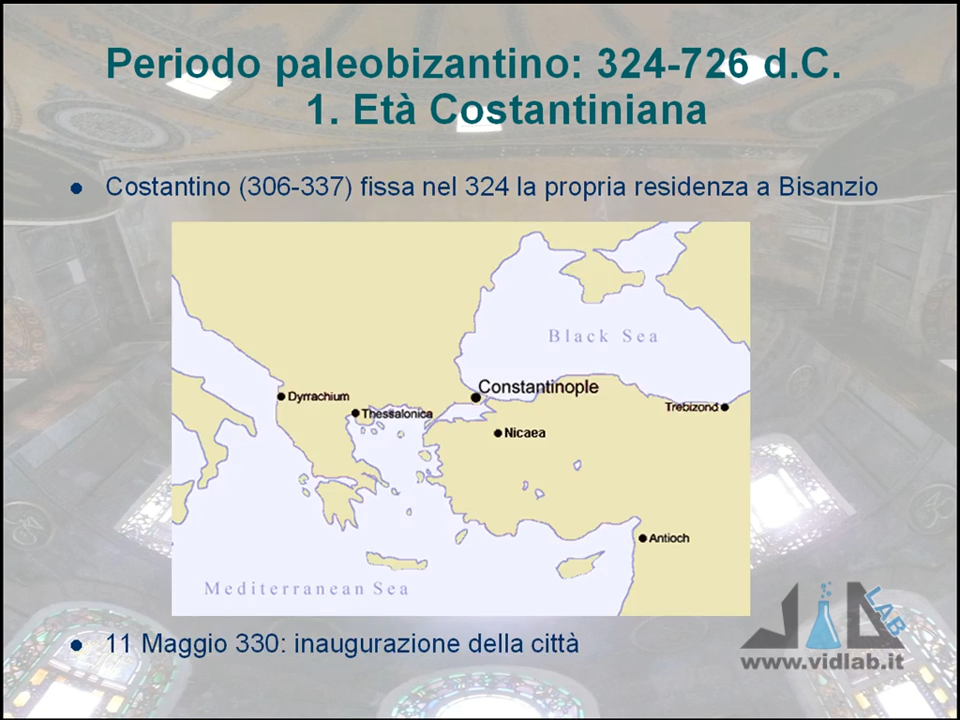 Periodo paleobizantino: 324-726 d.C.
1. Età Costantiniana
● Costantino (306-337) fissa nel 324 la propria residenza a Bisanzio
Black Sea
Constantinople
Dyrrachium
Trebizond
Thessalonica
Nicaea
Antioch
Mediterranean Sea
● 11 Maggio 330: inaugurazione della città
LAB
www.vidlab.it